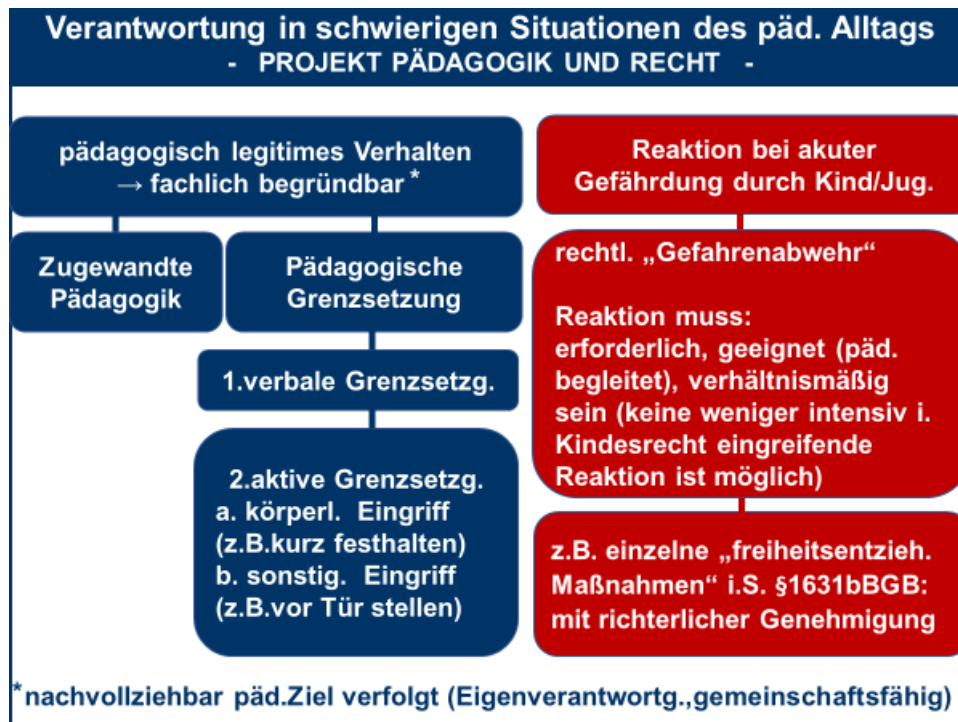 Verantwortung in schwierigen Situationen des päd. Alltags
- PROJEKT PÄDAGOGIK UND RECHT -
pädagogisch legitimes Verhalten
→ fachlich begründbar *
Zugewandte
Pädagogik
Pädagogische
Grenzsetzung
1.verbale Grenzsetzg.
2.aktive Grenzsetzg.
a. körperl. Eingriff
(z.B.kurz festhalten)
b. sonstig. Eingriff
(z.B.vor Tür stellen)
Reaktion bei akuter
Gefährdung durch Kind/Jug.
rechtl. „Gefahrenabwehr“
Reaktion muss:
erforderlich, geeignet (päd.
begleitet), verhältnismäßig
sein (keine weniger intensiv i.
Kindesrecht eingreifende
Reaktion ist möglich)
z.B. einzelne „freiheitsentzieh.
Maßnahmen“ i.S. §1631bBGB:
mit richterlicher Genehmigung
*nachvollziehbar päd.Ziel verfolgt (Eigenverantwortg.,gemeinschaftsfähig)